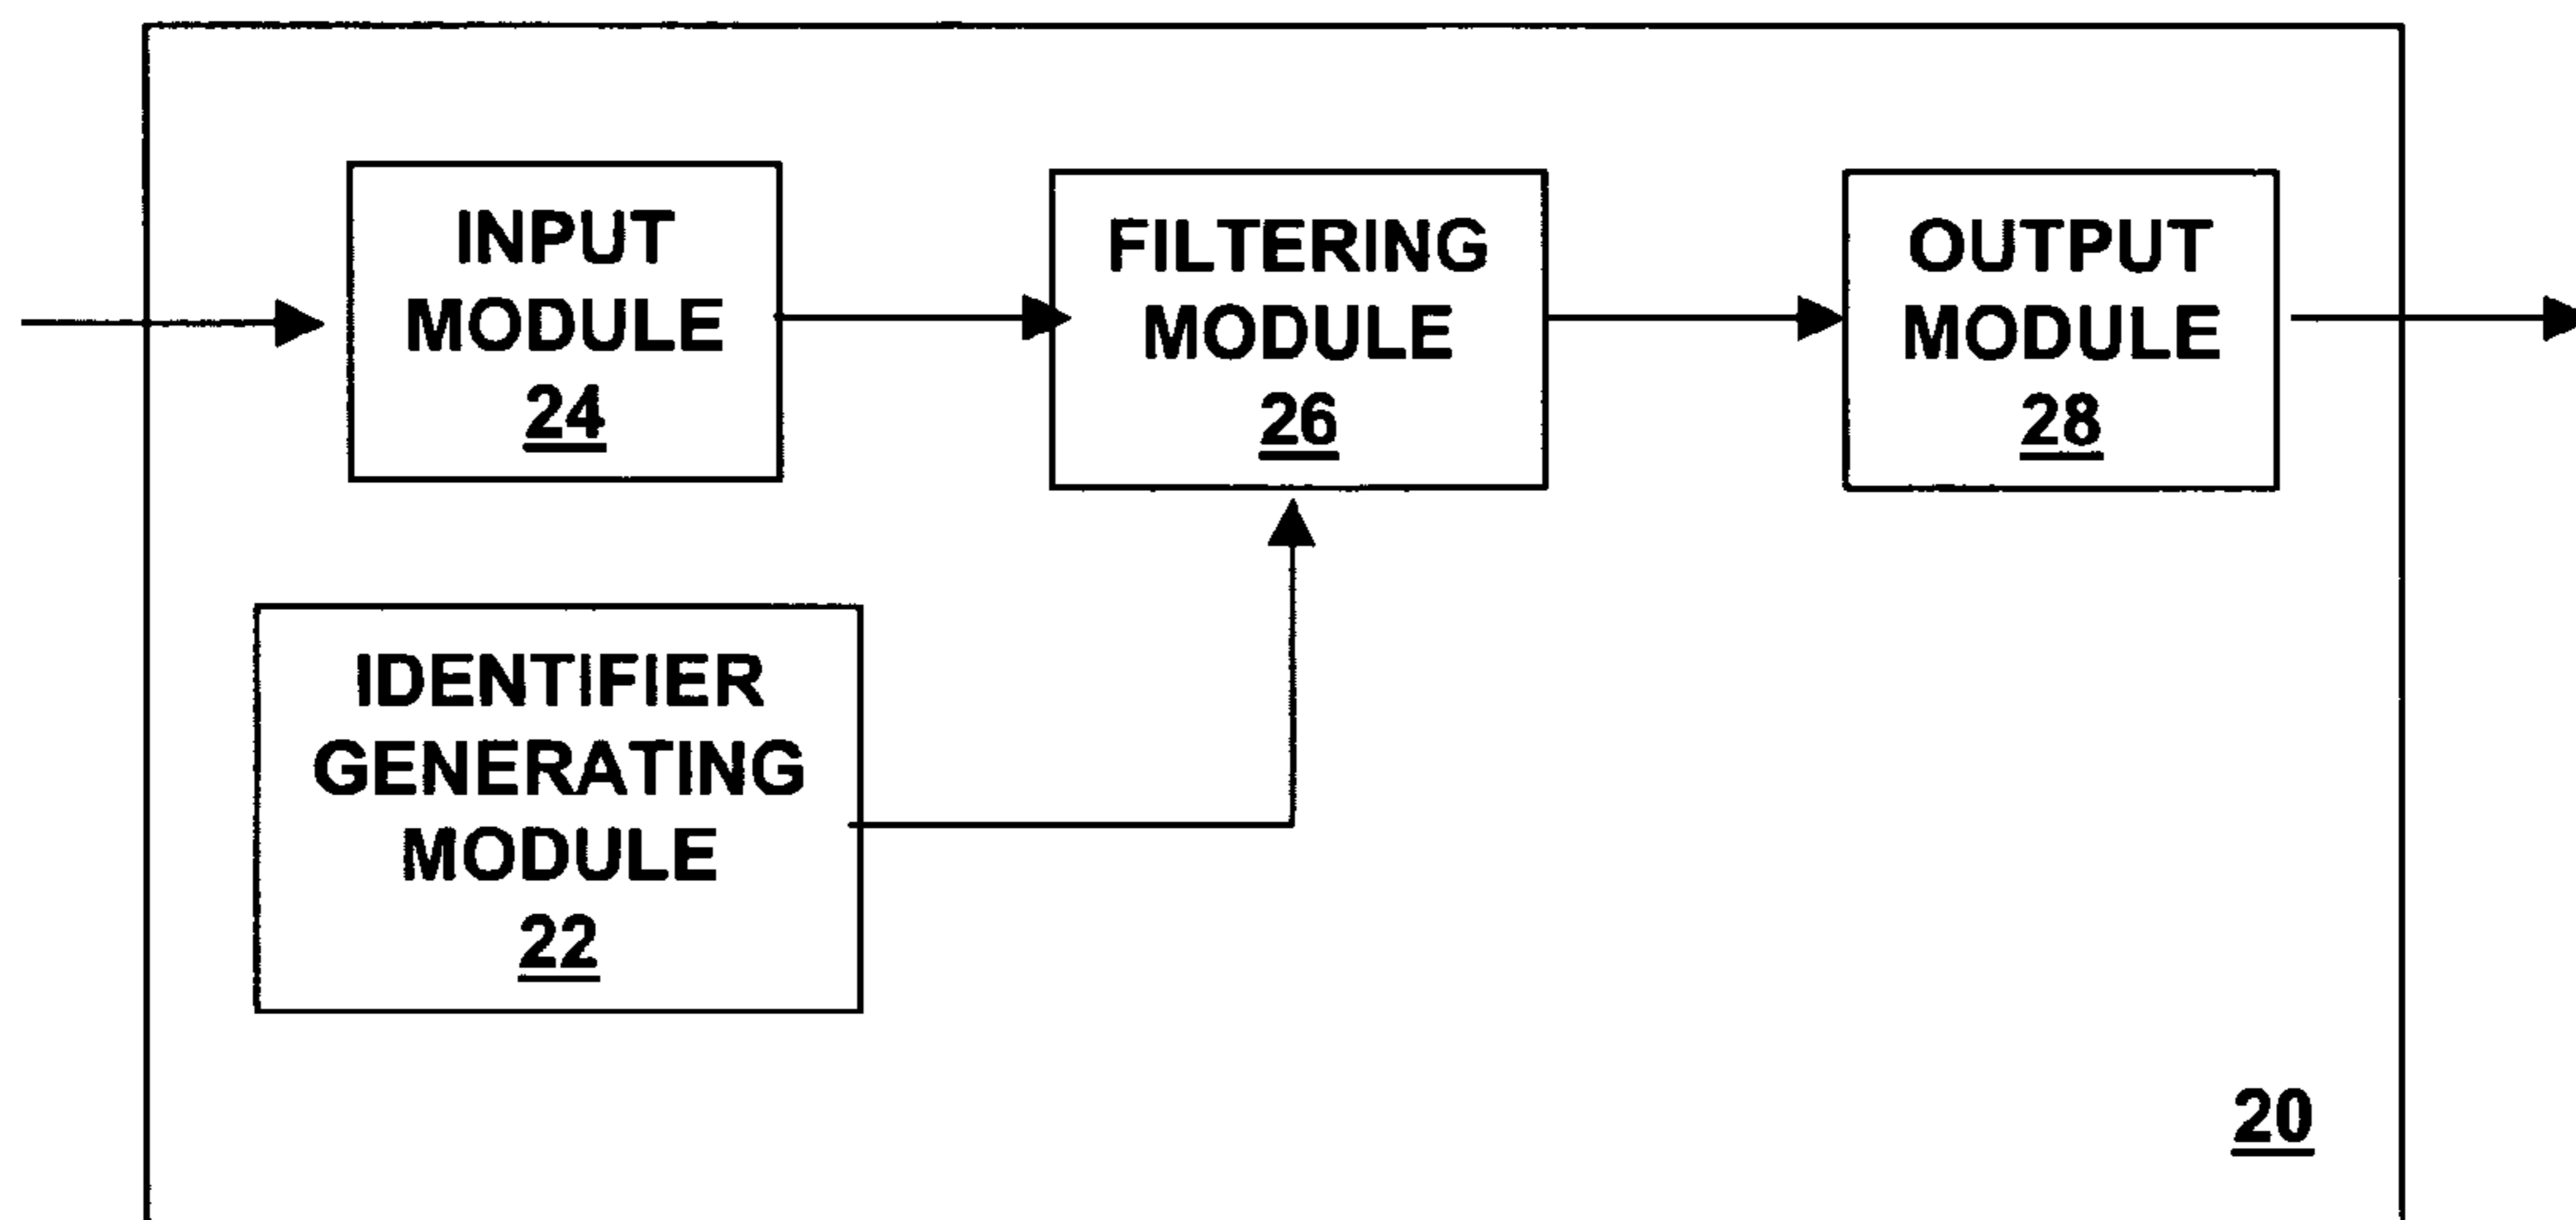 INPUT
MODULE
24
FILTERING
MODULE
26
OUTPUT
MODULE
28
IDENTIFIER
GENERATING
MODULE
22
20